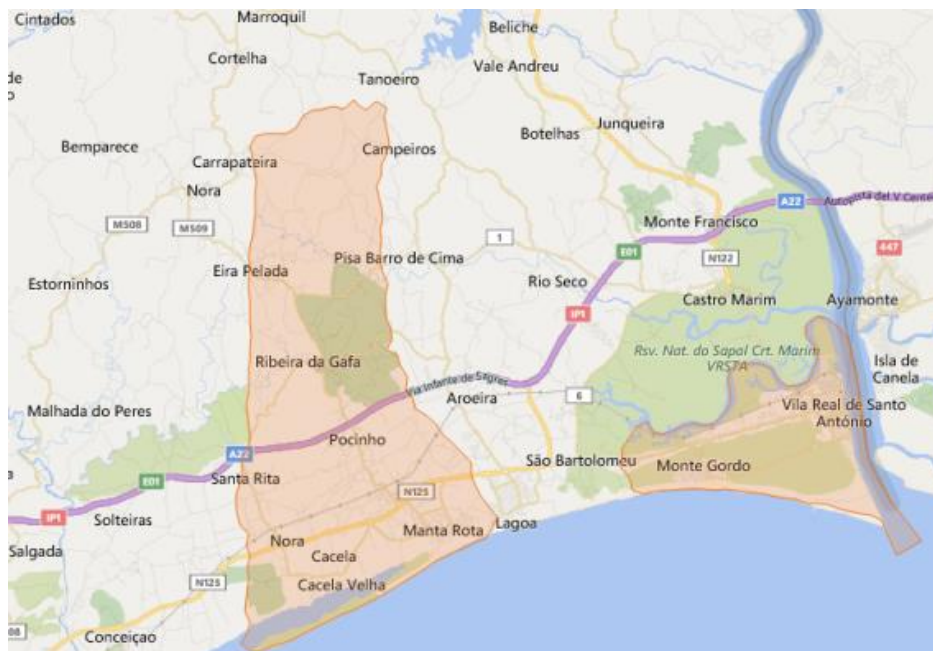 Cintados
Marroquil
Beliche
Cortelha
Vale Andreu
de
Tanoeiro
Junqueira
Botelhas
Bemparece
Campeiros
Carrapateira
Nora
A22
Autopista del V Center
M508
M509
Monte Francisco
1
E01
447
Pisa Barro de Cima
N122
Eira Pelada
Rio Seco
Estorninhos
Castro Marim
Ayamonte
IP1
Rsv. Nat. do Sapal Crt. Marim
VRSTA
Ribeira da Gafa
Isla de
Canela
Via Infante de Sagres
Aroeira
6
Malhada do Peres
Vila Real de Santo
António
Pocinho
A22
São Bartolomeu
Monte Gordo
E01
Santa Rita
N125
IP1
Solteiras
Manta Rota
Lagoa
Nora
Salgada
Cacela
N125
Cacela Velha
08
Conceiçao